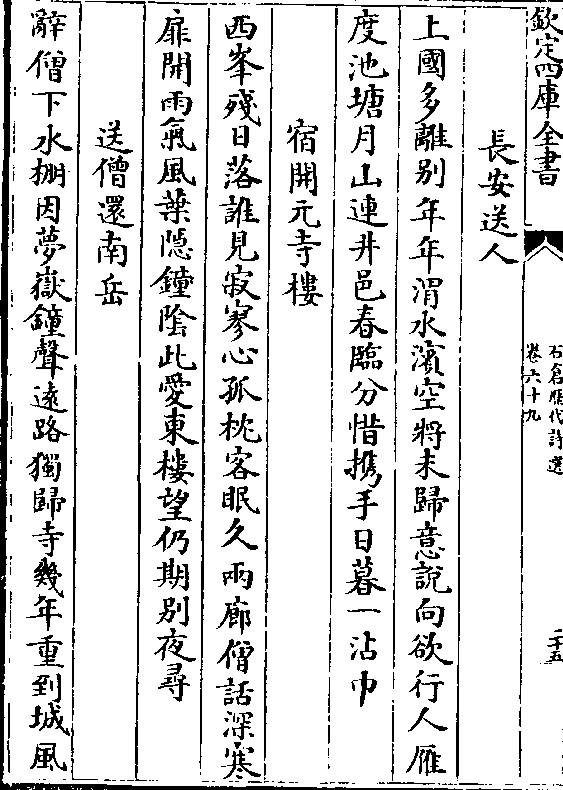 欽定四庫全書
石倉歷代詩選
卷六十九
二十五
長安送人
上國多離别年年渭水濱空將未歸意說向欲行人雁
度池塘月山連井邑春臨分惜攜手日暮一沾巾
宿開元寺樓
西峯殘日落誰見寂寥心孤枕客眠久兩廊僧話深寒
扉開雨氣風葉隱鐘隂此愛東樓望仍期别夜尋
送僧還南岳
辭僧下水棚因夢嶽鐘聲遠路獨歸寺幾年重到城風